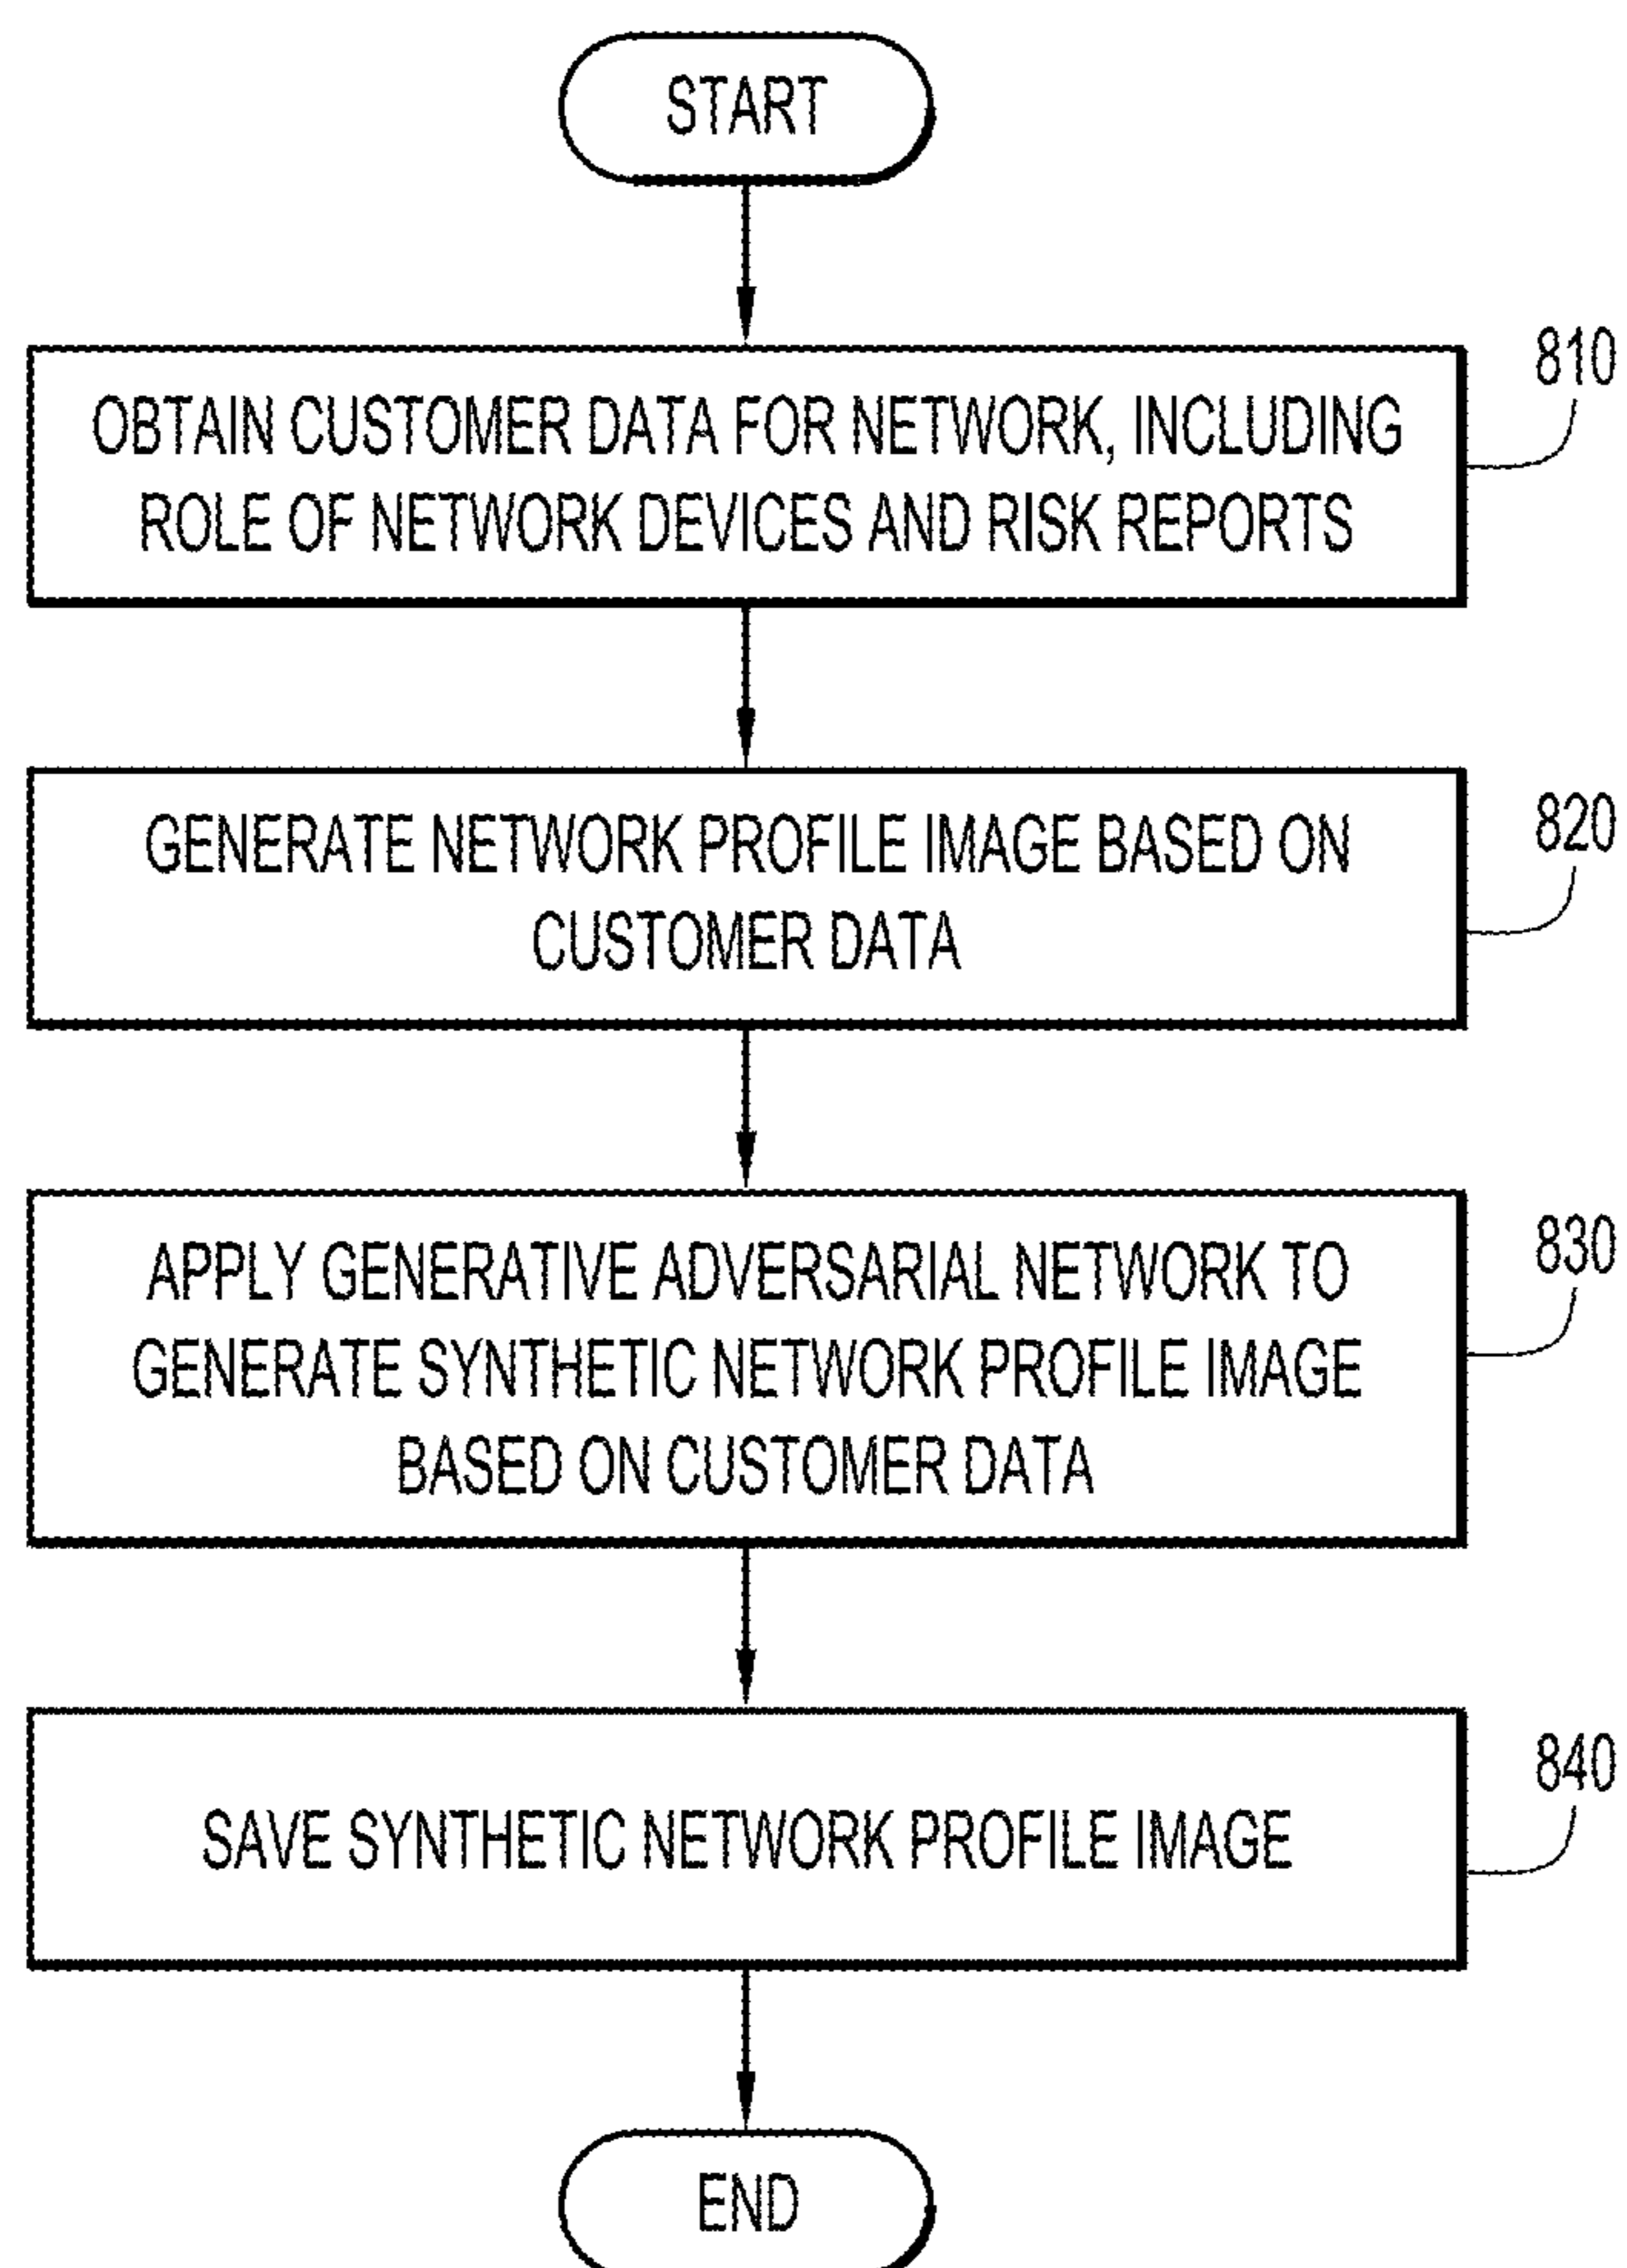 START
810
OBTAIN CUSTOMER DATA FOR NETWORK, INCLUDING
ROLE OF NETWORK DEVICES AND RISK REPORTS
820
GENERATE NETWORK PROFILE IMAGE BASED ON
CUSTOMER DATA
830
APPLY GENERATIVE ADVERSARIAL NETWORK TO
GENERATE SYNTHETIC NETWORK PROFILE IMAGE
BASED ON CUSTOMER DATA
840
SAVE SYNTHETIC NETWORK PROFILE IMAGE
END